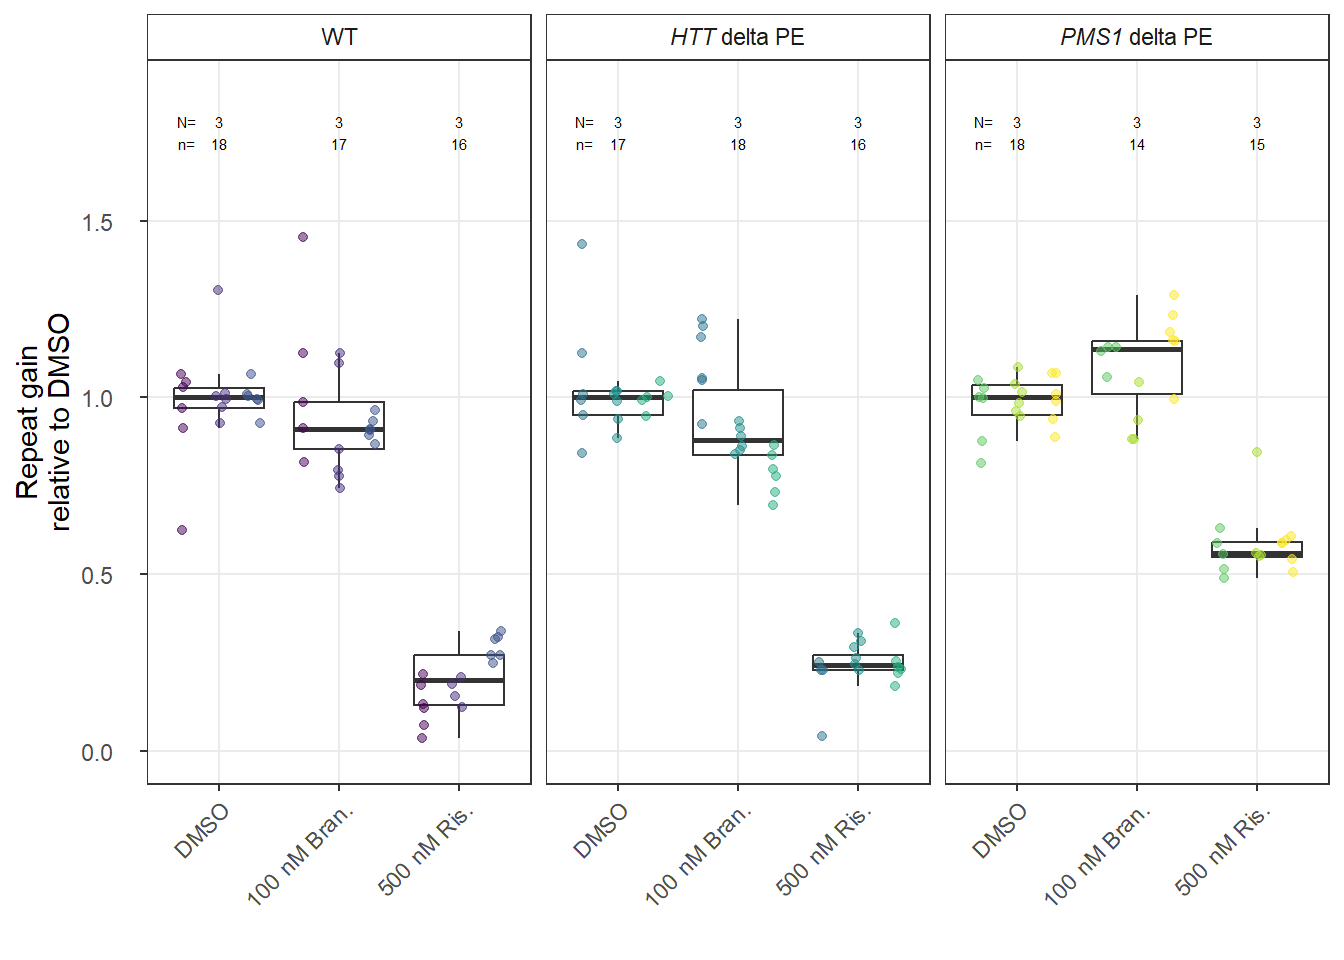 WT
HTT delta PE
PMS1 delta PE
N= 3 3 3
n= 18 17 16
N= 3 3 3
n= 17 18 16
N= 3 3 3
n= 18 14 15
Repeat gain
relative to DMSO
1.5
1.0
0.5
0.0
DMSO
100 nM Bran.
500 nM Ris.
DMSO
100 nM Bran.
500 nM Ris.
DMSO
100 nM Bran.
500 nM Ris.